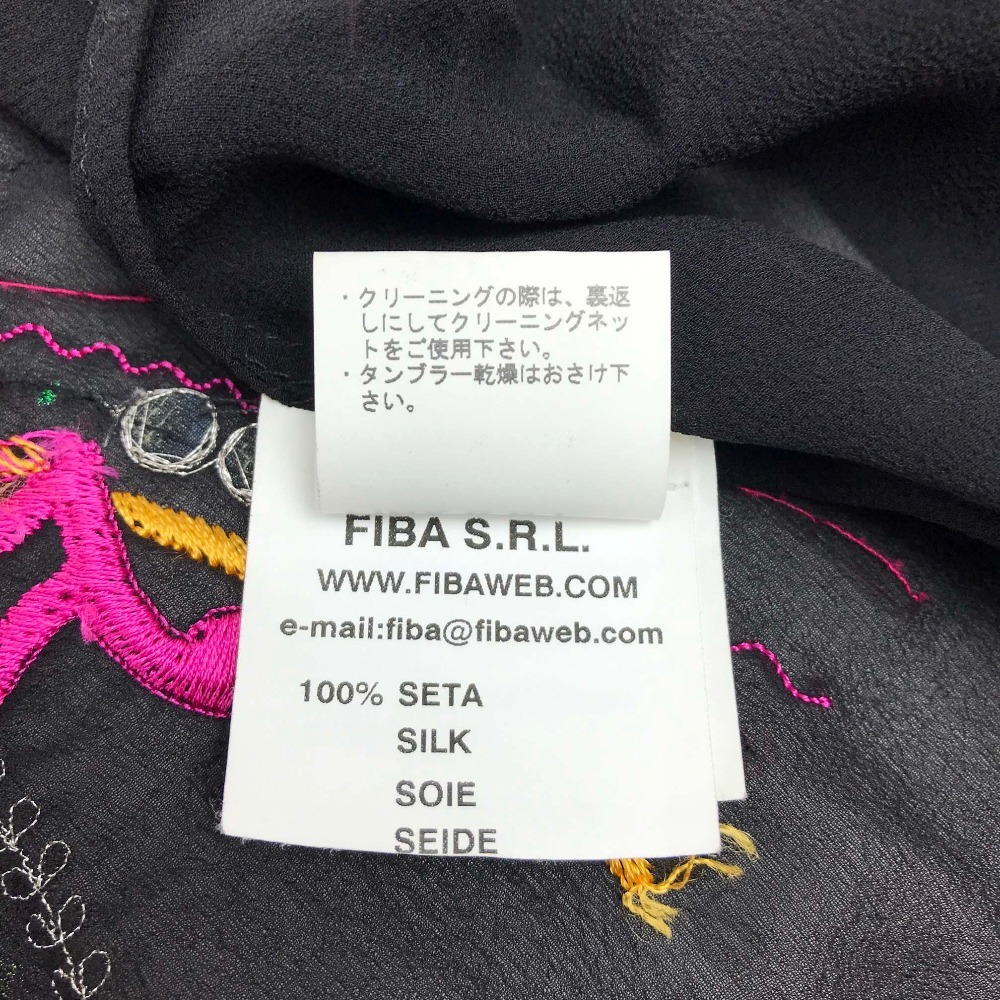 ・クリーニングの際は、裏返
しにしてクリーニングネッ
トをご使用下さい。
・タンブラー乾燥はおさけ下
さい。
FIBA S.R.L.
WWW.FIBAWEB.COM
e-mail:fiba@fibaweb.com
100% SETA
SILK
SOIE
SEIDE